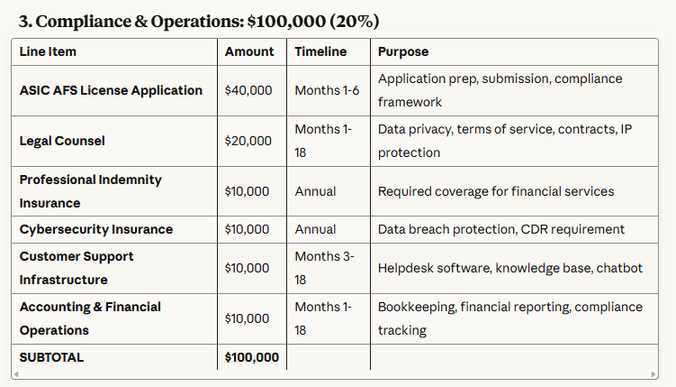 3. Compliance & Operations: $100,000 (20%)
Line Item Amount Timeline Purpose
ASIC AFS License Application $40,000 Months 1-6 Application prep, submission, compliance
framework
Legal Counsel $20,000 Months 1-
18 Data privacy, terms of service, contracts, IP
protection
Professional Indemnity
Insurance $10,000 Annual Required coverage for financial services
Cybersecurity Insurance $10,000 Annual Data breach protection, CDR requirement
Customer Support
Infrastructure $10,000 Months 3-
18 Helpdesk software, knowledge base, chatbot
Accounting & Financial
Operations $10,000 Months 1-
18 Bookkeeping, financial reporting, compliance
tracking
SUBTOTAL $100,000